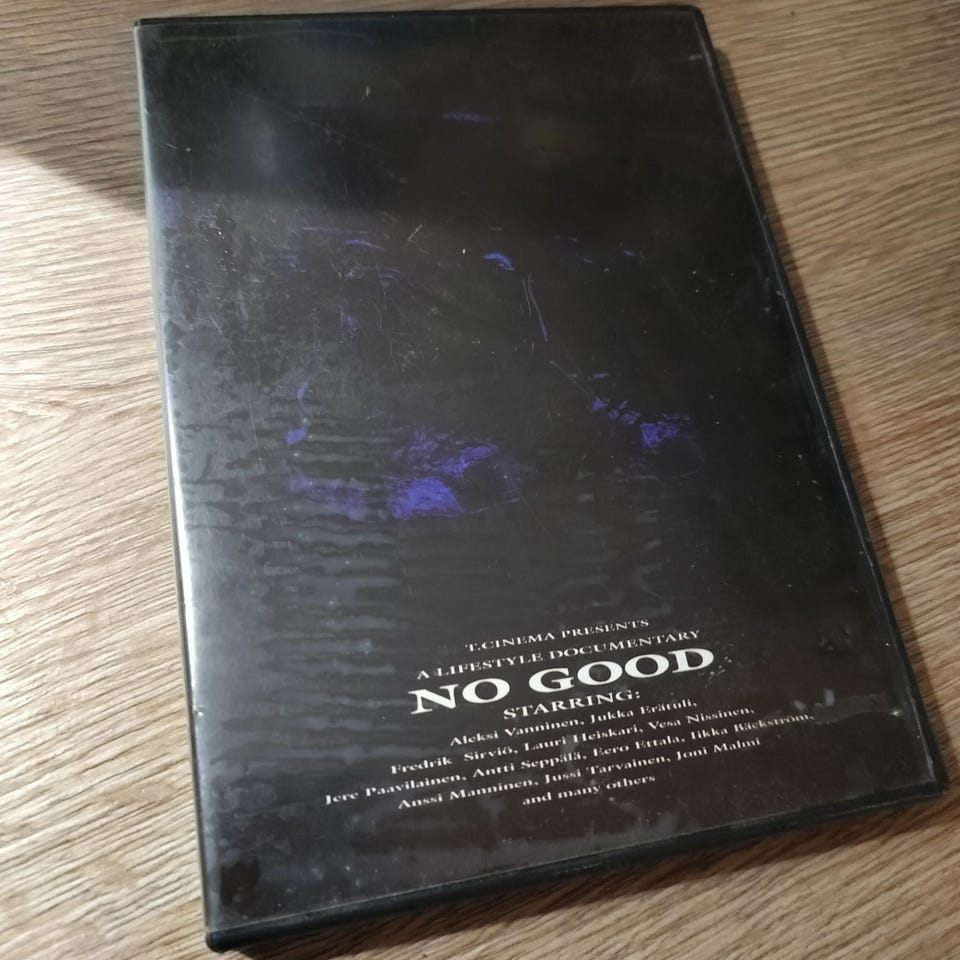 T.CINEMA PRESENTS
A LIFESTYLE DOCUMENTARY
NO GOOD
STARRING:
Aleksi Vanninen, Jukka Erätuli,
Fredrik Sirviö, Lauri Heiskari, Vesa Nissinen,
Jere Paavilainen, Antti Seppälä, Eero Ettala, Iikka Bäckström,
Anssi Manninen, Jussi Tarvainen, Joni Malmi
and many others